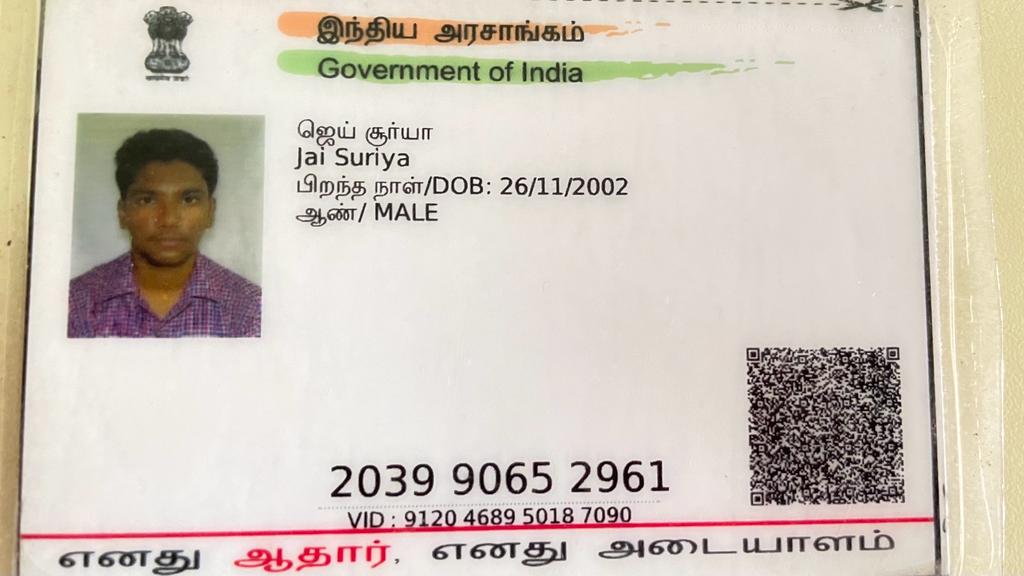 இந்திய அரசாங்கம்
Government of India
ஜெய் சூர்யா
Jai Suriya
பிறந்த நாள்/DOB: 26/11/2002
ஆண்/ MALE
2039 9065 2961
VID : 9120 4689 5018 7090
எனது ஆதார், எனது அடையாளம்